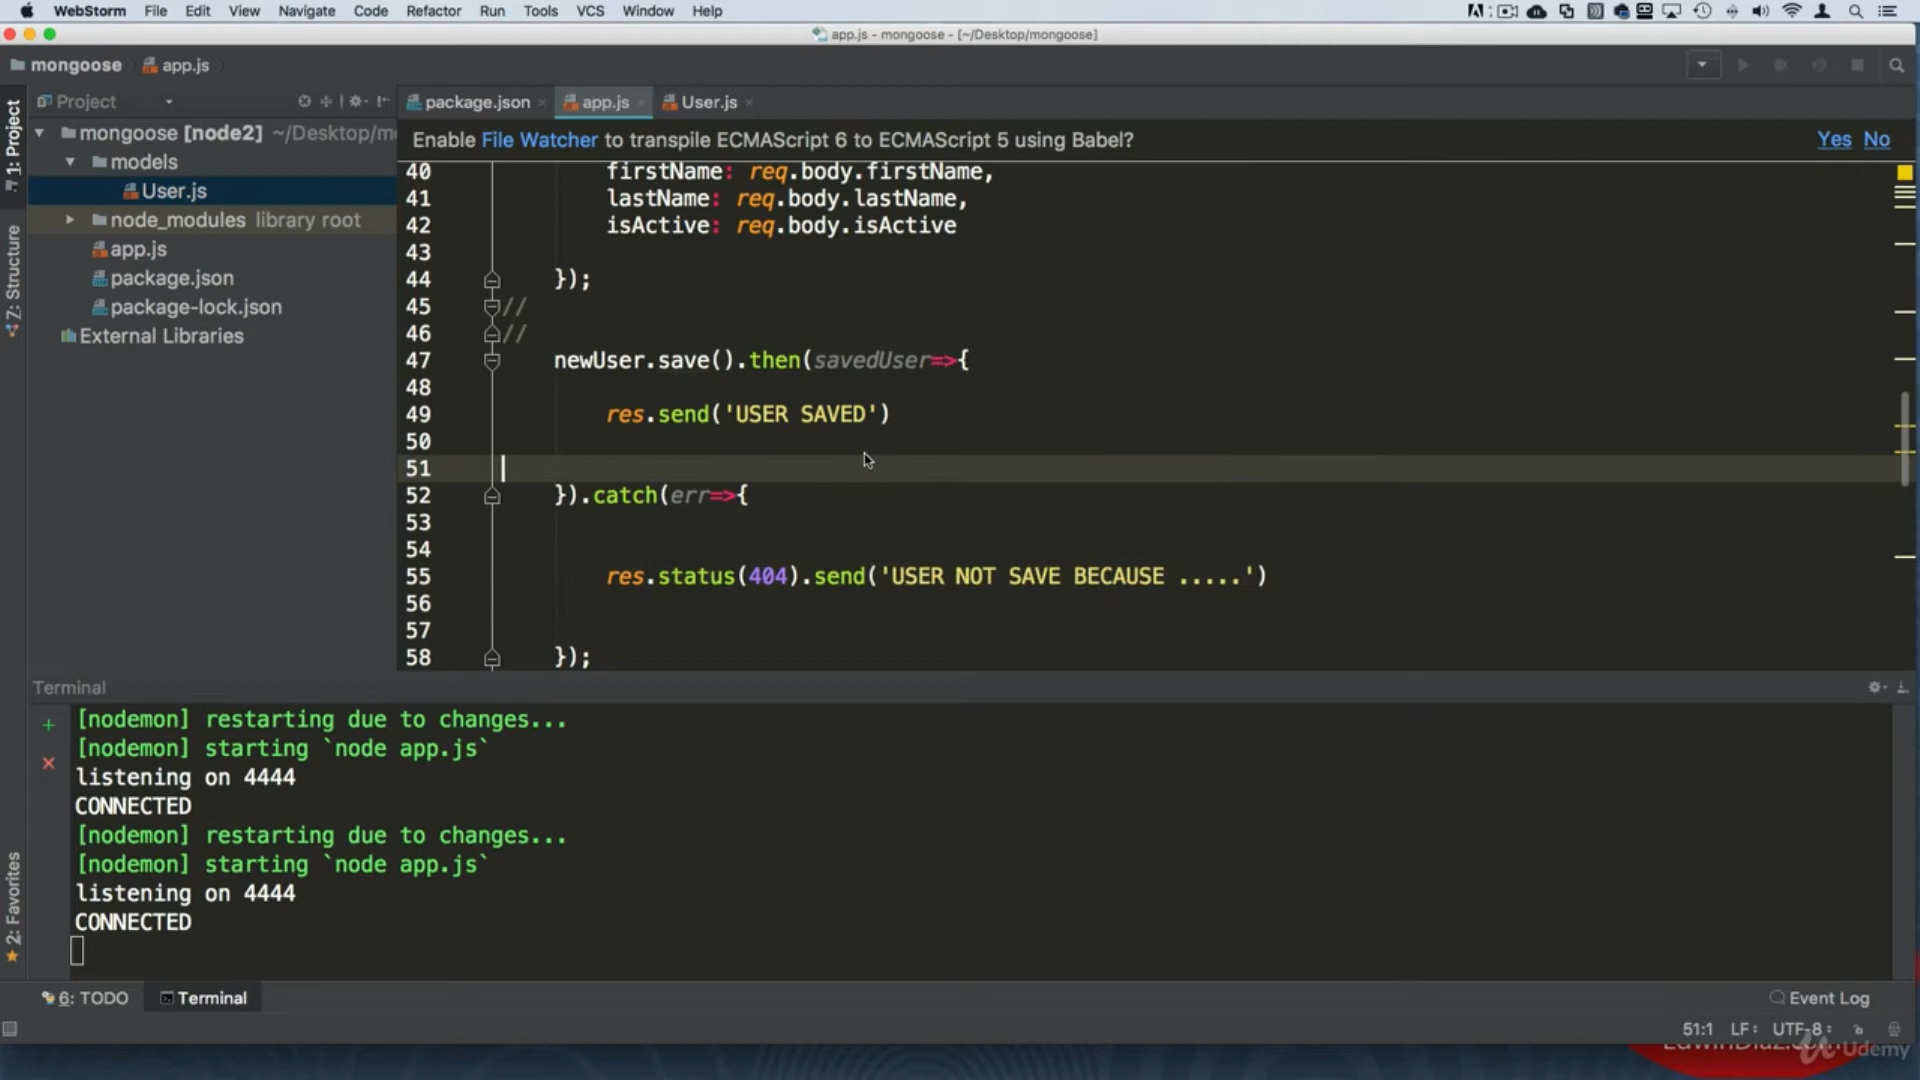 WebStorm File Edit View Navigate Code Refactor Run Tools VCS Window Help
app.js - mongoose - [~/Desktop/mongoose]
mongoose app.js
Project
package.json app.js User.js
1: Project
Z: Structure
2: Favorites
mongoose [node2] ~/Desktop/m
models
User.js
node_modules library root
app.js
package.json
package-lock.json
External Libraries
Enable File Watcher to transpile ECMAScript 6 to ECMAScript 5 using Babel? Yes No
40 firstName: req.body.firstName,
41 lastName: req.body.lastName,
42 isActive: req.body.isActive
43
44 });
45 //
46 //
47 newUser.save().then(savedUser=>{
48
49 res.send('USER SAVED')
50
51
52 }).catch(err=>{
53
54
55 res.status(404).send('USER NOT SAVE BECAUSE .....')
56
57
58 });
Terminal
[nodemon] restarting due to changes...
[nodemon] starting `node app.js`
listening on 4444
CONNECTED
[nodemon] restarting due to changes...
[nodemon] starting `node app.js`
listening on 4444
CONNECTED
6: TODO Terminal Event Log
51:1 LF: UTF-8:
Udemy